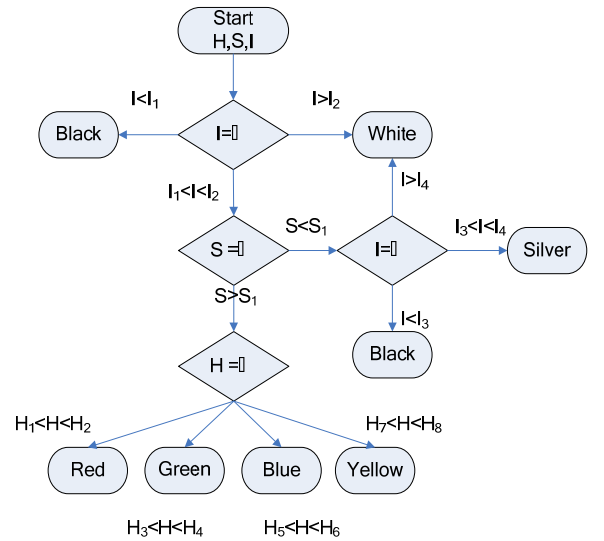 Start
H,S,I
I<I₁
I>I₂
Black
I=▯
White
I₁<I<I₂
I>I₄
S<S₁
I₃<I<I₄
S =▯
I=▯
Silver
S>S₁
I<I₃
Black
H =▯
H₁<H<H₂
H₇<H<H₈
Red
Green
Blue
Yellow
H₃<H<H₄
H₅<H<H₆